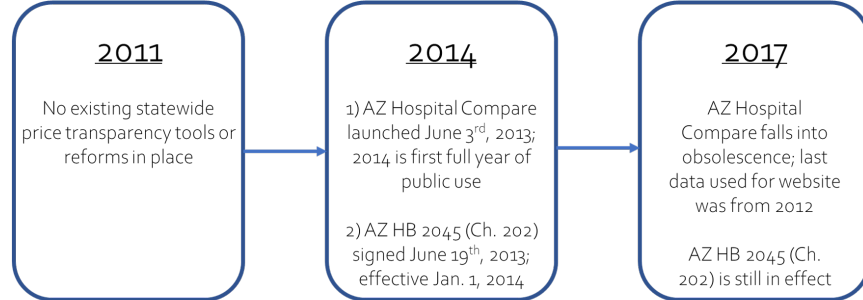 2011
No existing statewide
price transparency tools or
reforms in place
2014
1) AZ Hospital Compare
launched June 3rd, 2013;
2014 is first full year of
public use
2) AZ HB 2045 (Ch. 202)
signed June 19th, 2013;
effective Jan. 1, 2014
2017
AZ Hospital
Compare falls into
obsolescence; last
data used for website
was from 2012
AZ HB 2045 (Ch.
202) is still in effect